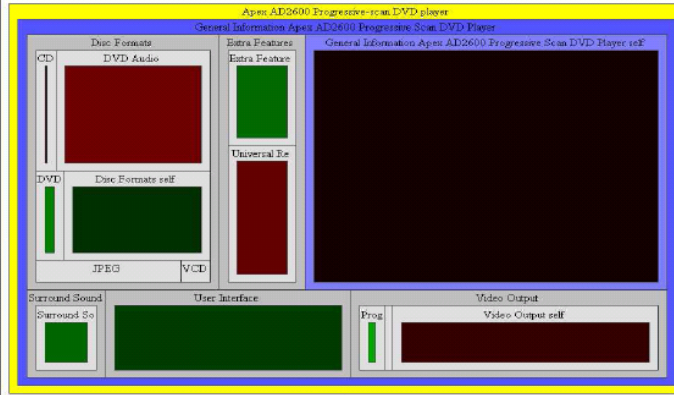 Apex AD2600 Progressive-scan DVD player
General Information Apex AD2600 Progressive Scan DVD Player
Disc Formats
Extra Features
General Information Apex AD2600 Progressive Scan DVD Player self
CD
DVD Audio
Extra Feature
Universal Re
DVD
Disc Formats self
JPEG
VCD
Surround Sound
User Interface
Video Output
Surround So
Prog
Video Output self